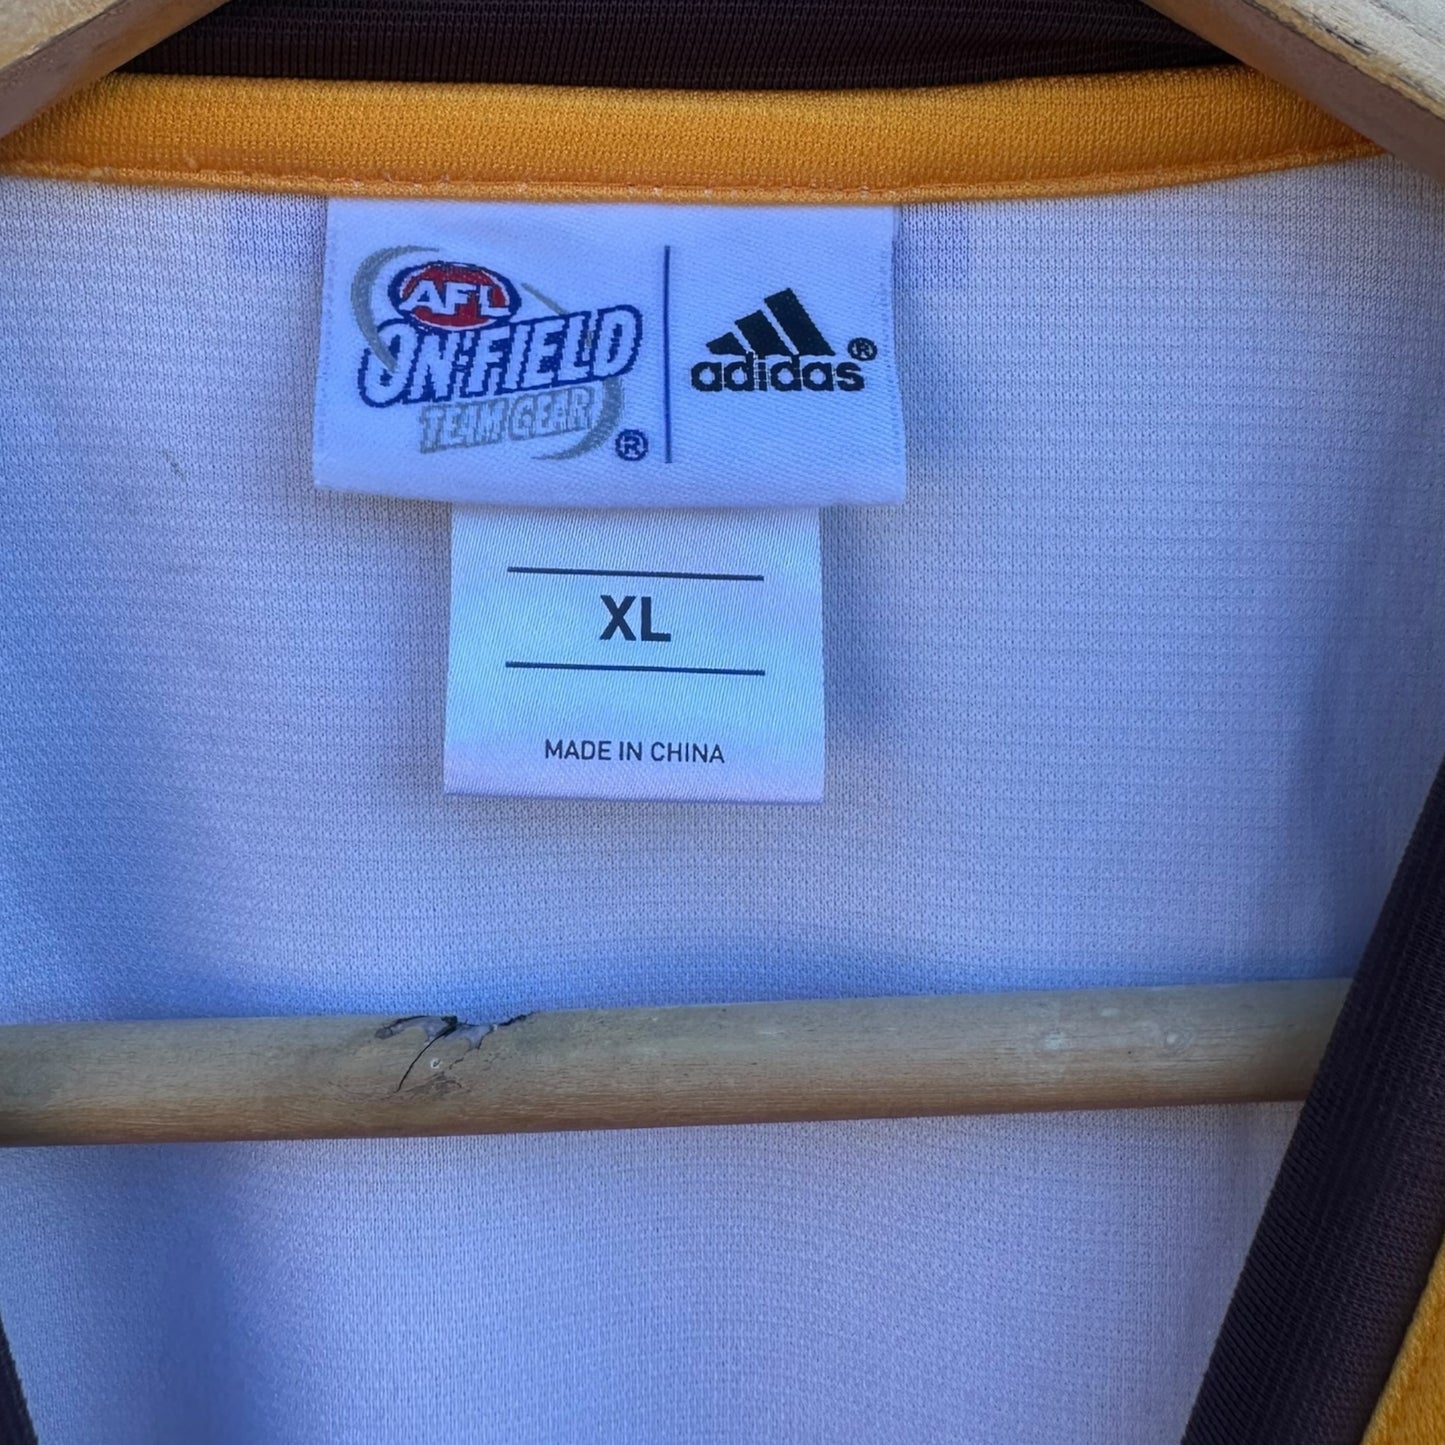 AFL
ON-FIELD
TEAM GEAR ®
adidas ®
XL
MADE IN CHINA